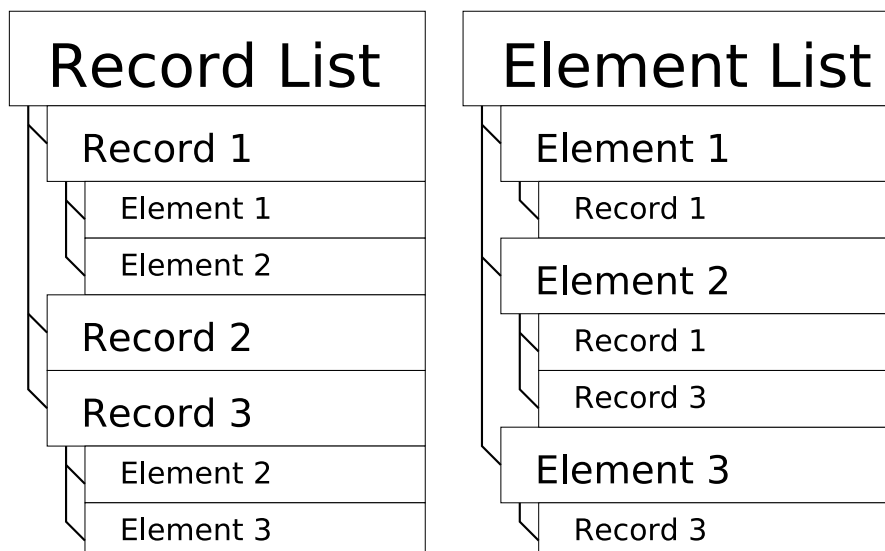 Record List
Record 1
Element 1
Element 2
Record 2
Record 3
Element 2
Element 3
Element List
Element 1
Record 1
Element 2
Record 1
Record 3
Element 3
Record 3